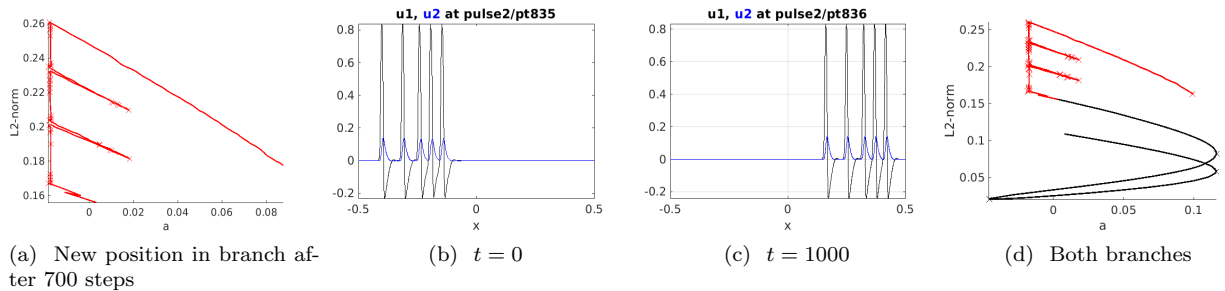 0.26
0.24
0.22
0.2
0.18
0.16
L2-norm
0
0.02
0.04
0.06
0.08
a
(a) New position in branch af-
ter 700 steps
u1, u2 at pulse2/pt835
0.8
0.6
0.4
0.2
0
-0.2
-0.5
0
0.5
x
(b) t = 0
u1, u2 at pulse2/pt836
0.8
0.6
0.4
0.2
0
-0.2
-0.5
0
0.5
x
(c) t = 1000
0.25
0.2
0.15
0.1
0.05
L2-norm
0
0.05
0.1
a
(d) Both branches